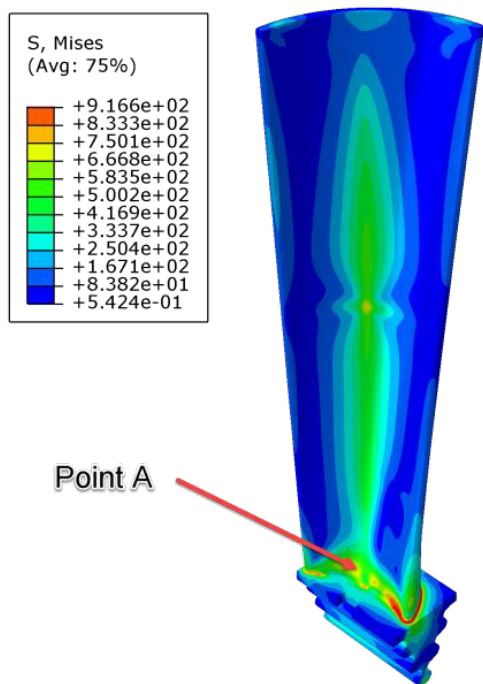 S, Mises
(Avg: 75%)
+9.166e+02
+8.333e+02
+7.501e+02
+6.668e+02
+5.835e+02
+5.002e+02
+4.169e+02
+3.337e+02
+2.504e+02
+1.671e+02
+8.382e+01
+5.424e-01
Point A